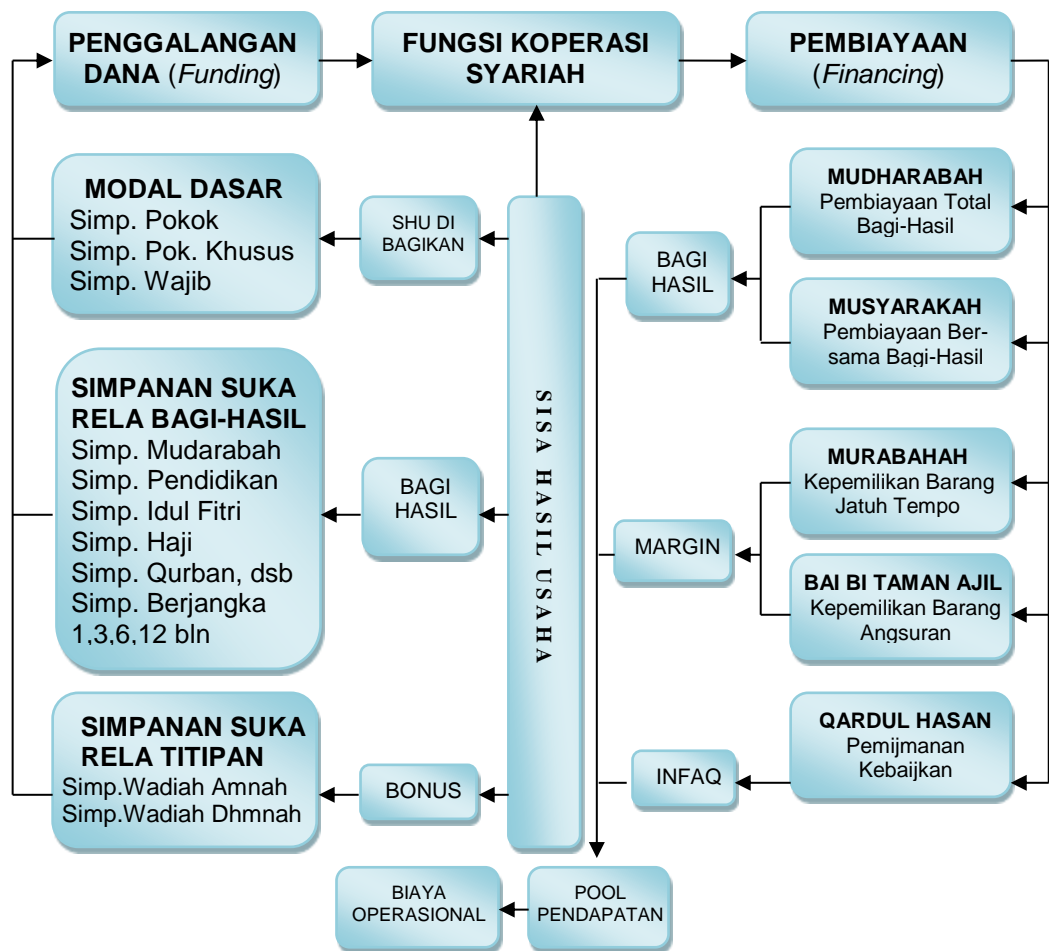 PENGGALANGAN
DANA (Funding)
FUNGSI KOPERASI
SYARIAH
PEMBIAYAAN
(Financing)
MODAL DASAR
Simp. Pokok
Simp. Pok. Khusus
Simp. Wajib
SHU DI
BAGIKAN
SIMPANAN SUKA
RELA BAGI-HASIL
Simp. Mudarabah
Simp. Pendidikan
Simp. Idul Fitri
Simp. Haji
Simp. Qurban, dsb
Simp. Berjangka
1,3,6,12 bln
BAGI
HASIL
SIMPANAN SUKA
RELA TITIPAN
Simp.Wadiah Amnah
Simp.Wadiah Dhmnah
BONUS
SISA HASIL USAHA
BAGI
HASIL
MUDHARABAH
Pembiayaan Total
Bagi-Hasil
MUSYARAKAH
Pembiayaan Ber-
sama Bagi-Hasil
MARGIN
MURABAHAH
Kepemilikan Barang
Jatuh Tempo
BAI BI TAMAN AJIL
Kepemilikan Barang
Angsuran
INFAQ
QARDUL HASAN
Pemijmanan
Kebaijkan
BIAYA
OPERASIONAL
POOL
PENDAPATAN